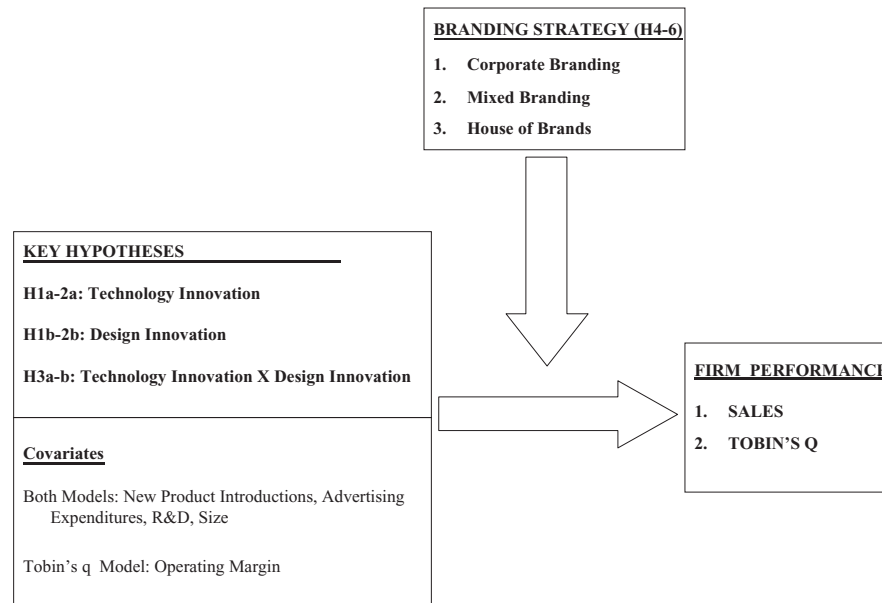 BRANDING STRATEGY (H4-6)
1. Corporate Branding
2. Mixed Branding
3. House of Brands
KEY HYPOTHESES
H1a-2a: Technology Innovation
H1b-2b: Design Innovation
H3a-b: Technology Innovation X Design Innovation
Covariates
Both Models: New Product Introductions, Advertising
Expenditures, R&D, Size
Tobin's q Model: Operating Margin
FIRM PERFORMANCE
1. SALES
2. TOBIN'S Q